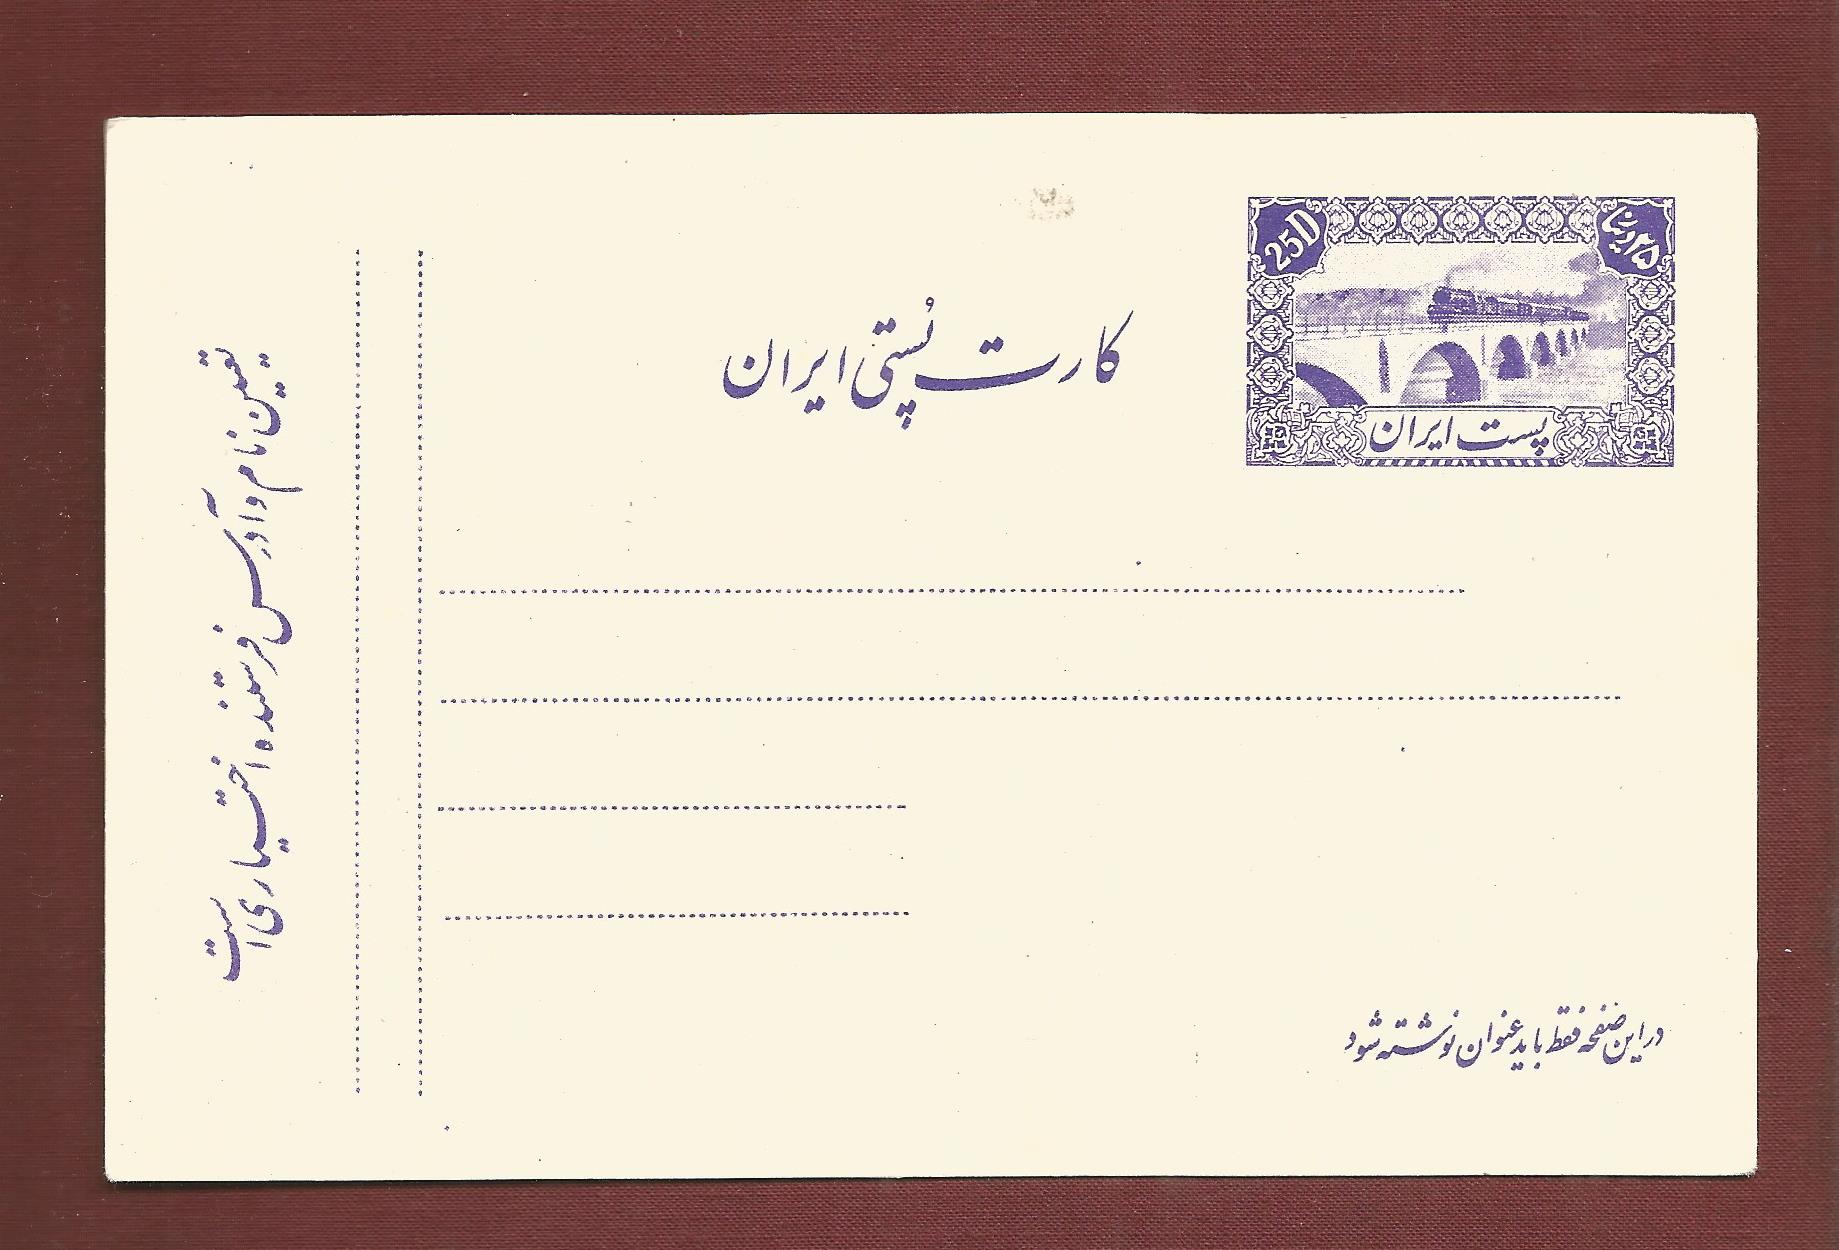 25D
۲۵ دینار
پست ایران
کارت پُستی ایران
تعیین نام و آدرس فرستنده اختیاری است
در این صفحه فقط باید عنوان نوشته شود